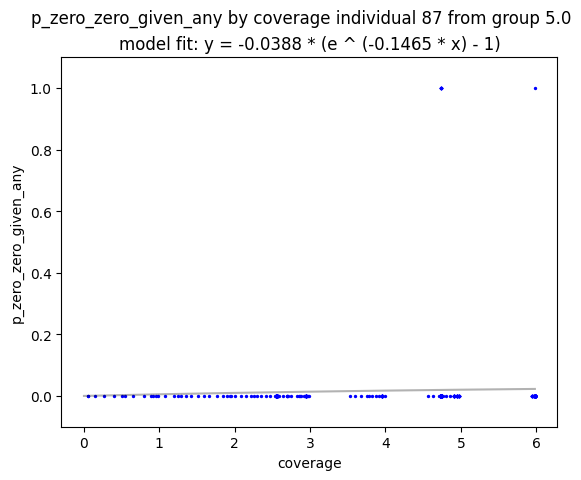 p_zero_zero_given_any by coverage individual 87 from group 5.0
model fit: y = -0.0388 * (e ^ (-0.1465 * x) - 1)
1.0
0.8
0.6
0.4
0.2
0.0
p_zero_zero_given_any
0 1 2 3 4 5 6
coverage